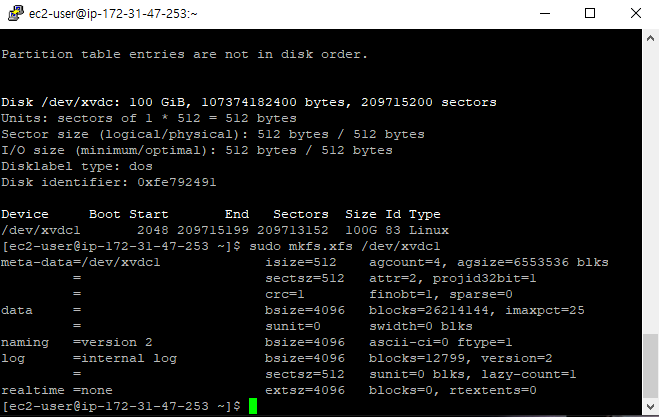 ec2-user@ip-172-31-47-253:~
Partition table entries are not in disk order.
Disk /dev/xvdc: 100 GiB, 107374182400 bytes, 209715200 sectors
Units: sectors of 1 * 512 = 512 bytes
Sector size (logical/physical): 512 bytes / 512 bytes
I/O size (minimum/optimal): 512 bytes / 512 bytes
Disklabel type: dos
Disk identifier: 0xfe792491
Device     Boot Start       End   Sectors  Size Id Type
/dev/xvdc1       2048 209715199 209713152  100G 83 Linux
[ec2-user@ip-172-31-47-253 ~]$ sudo mkfs.xfs /dev/xvdc1
meta-data=/dev/xvdc1             isize=512    agcount=4, agsize=6553536 blks
         =                       sectsz=512   attr=2, projid32bit=1
         =                       crc=1        finobt=1, sparse=0
data     =                       bsize=4096   blocks=26214144, imaxpct=25
         =                       sunit=0      swidth=0 blks
naming   =version 2              bsize=4096   ascii-ci=0 ftype=1
log      =internal log           bsize=4096   blocks=12799, version=2
         =                       sectsz=512   sunit=0 blks, lazy-count=1
realtime =none                   extsz=4096   blocks=0, rtextents=0
[ec2-user@ip-172-31-47-253 ~]$